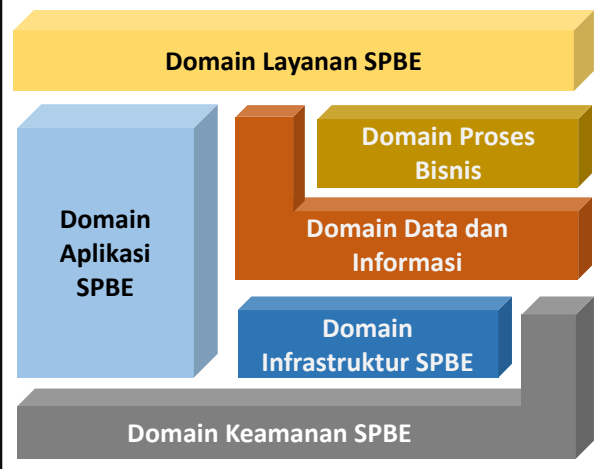 Domain Layanan SPBE
Domain Proses
Bisnis
Domain
Aplikasi
SPBE
Domain Data dan
Informasi
Domain
Infrastruktur SPBE
Domain Keamanan SPBE